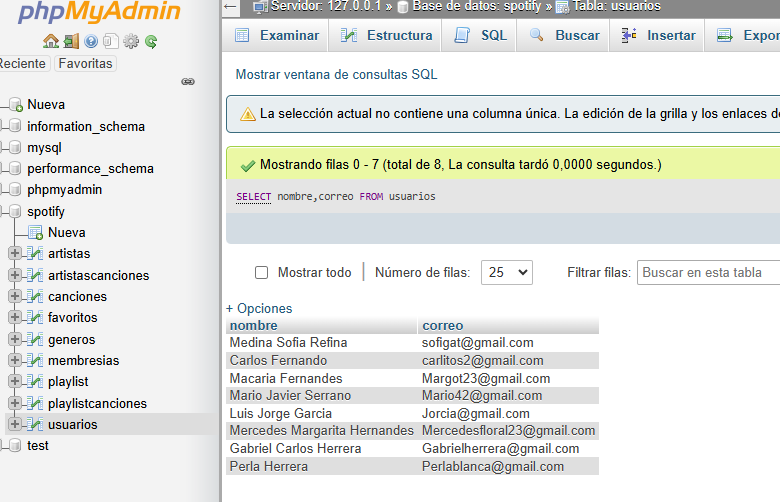 phpMyAdmin
Reciente Favoritas
Nueva
information_schema
mysql
performance_schema
phpmyadmin
spotify
Nueva
artistas
artistascanciones
canciones
favoritos
generos
membresias
playlist
playlistcanciones
usuarios
test
Servidor: 127.0.0.1 » Base de datos: spotify » Tabla: usuarios
Examinar Estructura SQL Buscar Insertar Expor
Mostrar ventana de consultas SQL
La selección actual no contiene una columna única. La edición de la grilla y los enlaces de
Mostrando filas 0 - 7 (total de 8, La consulta tardó 0,0000 segundos.)
SELECT nombre,correo FROM usuarios
Mostrar todo | Número de filas: 25 Filtrar filas: Buscar en esta tabla
+ Opciones
nombre correo
Medina Sofia Refina sofigat@gmail.com
Carlos Fernando carlitos2@gmail.com
Macaria Fernandes Margot23@gmail.com
Mario Javier Serrano Mario42@gmail.com
Luis Jorge Garcia Jorcia@gmail.com
Mercedes Margarita Hernandes Mercedesfloral23@gmail.com
Gabriel Carlos Herrera Gabrielherrera@gmail.com
Perla Herrera Perlablanca@gmail.com